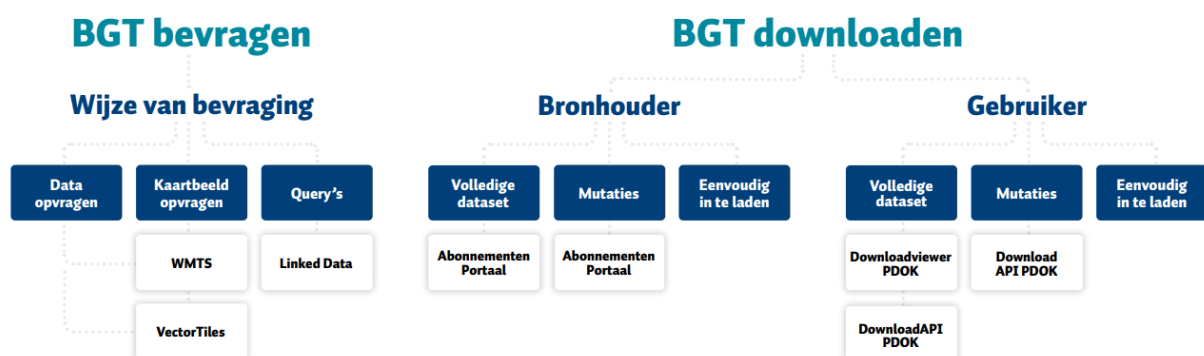 BGT bevragen
BGT downloaden
Wijze van bevraging
Bronhouder
Gebruiker
Data
opvragen
Kaartbeeld
opvragen
Query's
Volledige
dataset
Mutaties
Eenvoudig
in te laden
Volledige
dataset
Mutaties
Eenvoudig
in te laden
WMTS
Linked Data
Abonnementen
Portaal
Abonnementen
Portaal
Downloadviewer
PDOK
Download
API PDOK
VectorTiles
DownloadAPI
PDOK